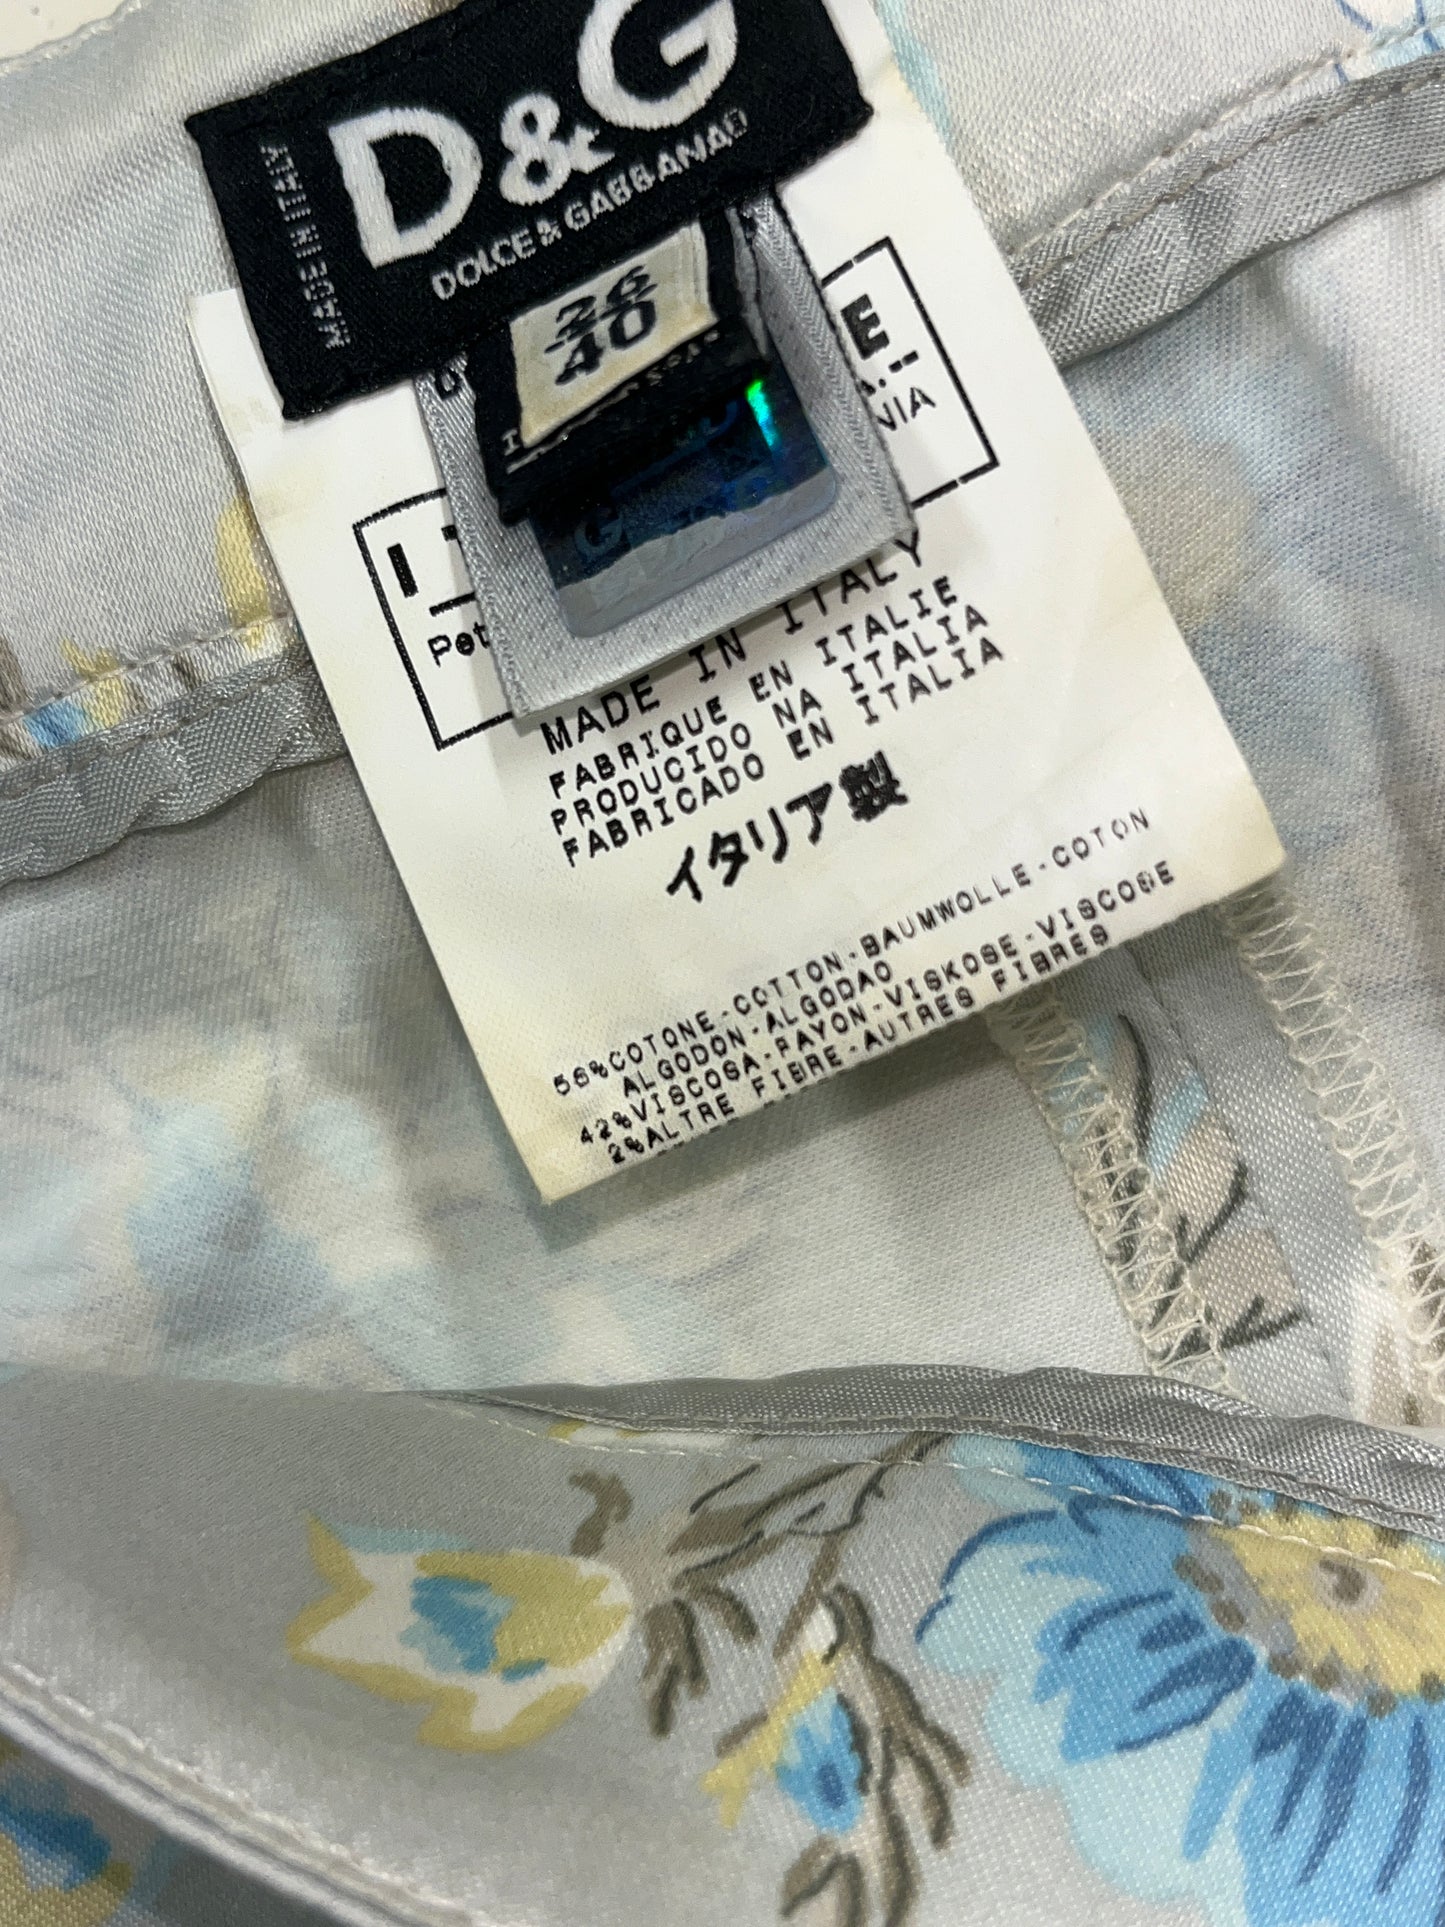 D&G
DOLCE & GABBANA
MADE IN ITALY
26
40
I T
E
NIA
Pet
MADE IN ITALY
FABRIQUE EN ITALIE
PRODUCIDO NA ITALIA
FABRICADO EN ITALIA
イタリア製
56%COTONE-COTTON-BAUMWOLLE-COTON
ALGODON-ALGODAO
42%VISCOSA-RAYON-VISKOSE-VISCOSE
2%ALTRE FIBRE-AUTRES FIBRES